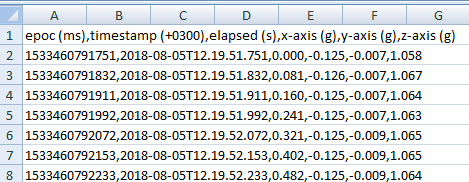 A B C D E F G
1 epoc (ms),timestamp (+0300),elapsed (s),x-axis (g),y-axis (g),z-axis (g)
2 1533460791751,2018-08-05T12.19.51.751,0.000,-0.125,-0.007,1.058
3 1533460791832,2018-08-05T12.19.51.832,0.081,-0.126,-0.007,1.067
4 1533460791911,2018-08-05T12.19.51.911,0.160,-0.125,-0.007,1.064
5 1533460791992,2018-08-05T12.19.51.992,0.241,-0.125,-0.007,1.063
6 1533460792072,2018-08-05T12.19.52.072,0.321,-0.125,-0.009,1.065
7 1533460792153,2018-08-05T12.19.52.153,0.402,-0.125,-0.009,1.065
8 1533460792233,2018-08-05T12.19.52.233,0.482,-0.125,-0.009,1.064